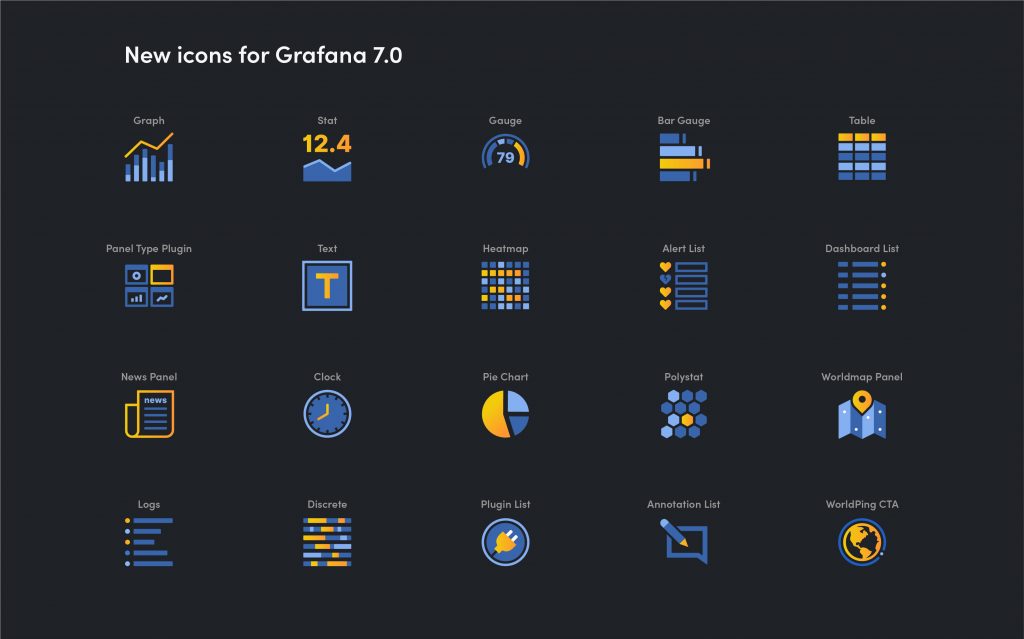 New icons for Grafana 7.0
Graph
Stat
Gauge
Bar Gauge
Table
12.4
79
Panel Type Plugin
Text
Heatmap
Alert List
Dashboard List
T
News Panel
Clock
Pie Chart
Polystat
Worldmap Panel
news
Logs
Discrete
Plugin List
Annotation List
WorldPing CTA